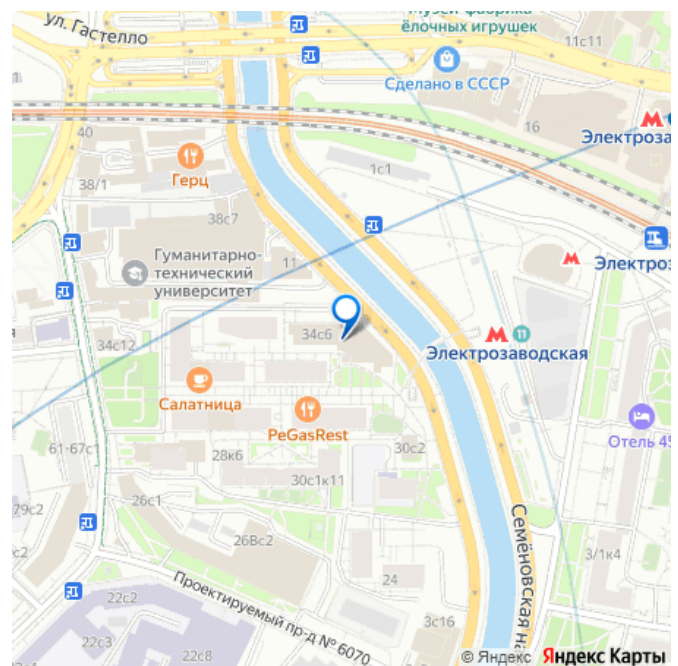 ул. Гастелло
Музей-фабрика
ёлочных игрушек
11с11
Сделано в СССР
16
Электроза
40
Герц
1с1
38/1
38с7
Гуманитарно-
технический
университет
11
Электроз
34с6
11
Электрозаводская
34с12
я
Салатница
PeGasRest
Отель 45
30с2
61-67с1
28к6
30с1к11
79с2
26с1
с2
26Вс2
Семёновская на
3/1к4
24
Проектируемый пр-д № 6070
22с2
3с16
22с3
22с8
© Яндекс Яндекс Карты